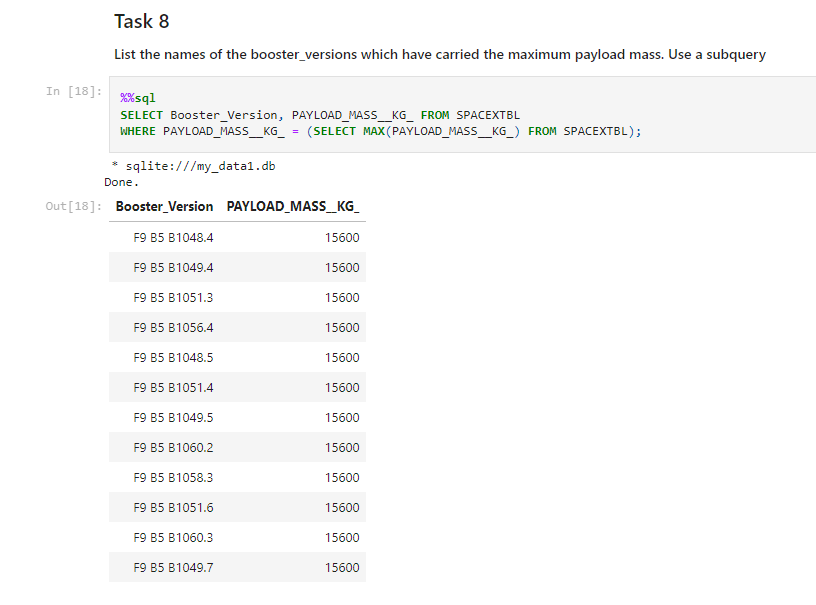 Task 8
List the names of the booster_versions which have carried the maximum payload mass. Use a subquery
In [18]:
%%sql
SELECT Booster_Version, PAYLOAD_MASS__KG_ FROM SPACEXTBL
WHERE PAYLOAD_MASS__KG_ = (SELECT MAX(PAYLOAD_MASS__KG_) FROM SPACEXTBL);
* sqlite:///my_data1.db
Done.
Out[18]:
Booster_Version PAYLOAD_MASS__KG_
F9 B5 B1048.4 15600
F9 B5 B1049.4 15600
F9 B5 B1051.3 15600
F9 B5 B1056.4 15600
F9 B5 B1048.5 15600
F9 B5 B1051.4 15600
F9 B5 B1049.5 15600
F9 B5 B1060.2 15600
F9 B5 B1058.3 15600
F9 B5 B1051.6 15600
F9 B5 B1060.3 15600
F9 B5 B1049.7 15600